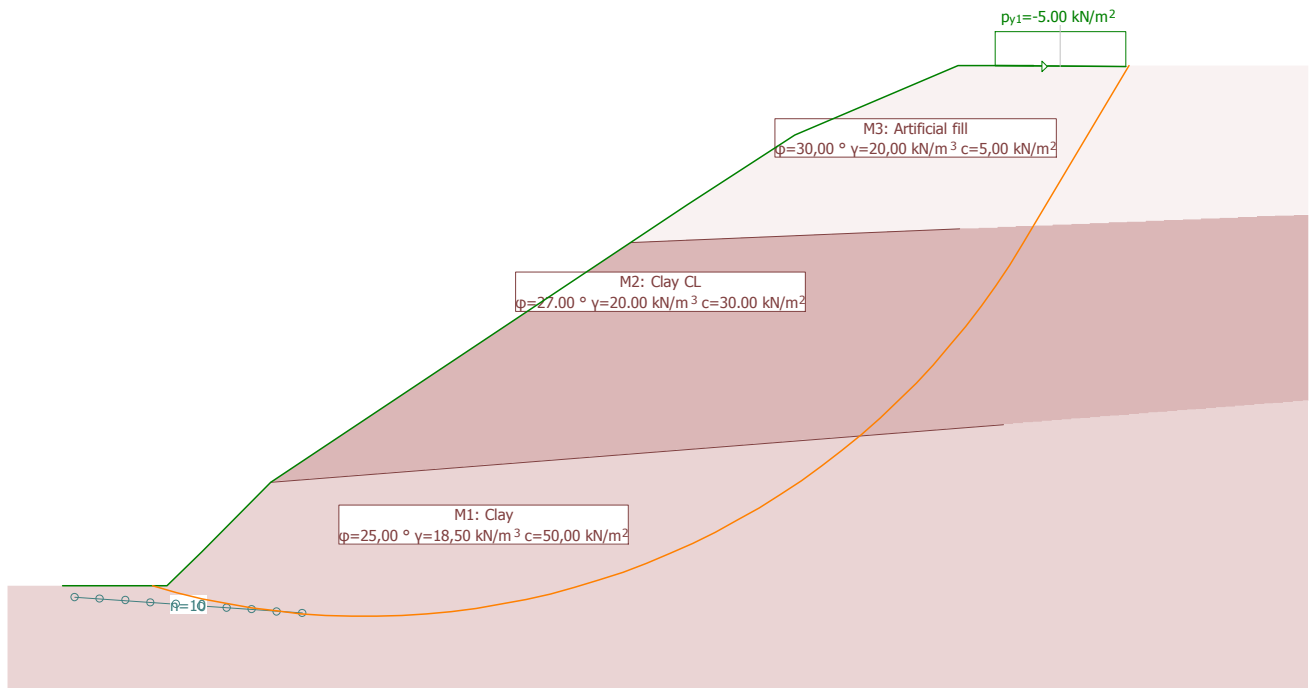 py1=-5.00 kN/m²
M3: Artificial fill
φ=30,00 ° γ=20,00 kN/m³ c=5,00 kN/m²
M2: Clay CL
φ=27.00 ° γ=20.00 kN/m³ c=30.00 kN/m²
M1: Clay
φ=25,00 ° γ=18,50 kN/m³ c=50,00 kN/m²
n=10